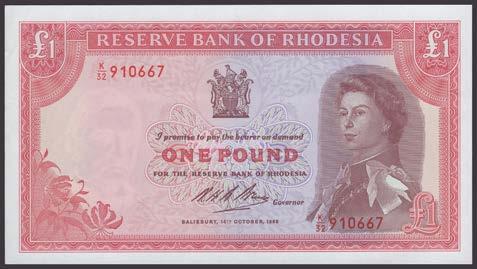 £1 RESERVE BANK OF RHODESIA £1
K/32 910667
I promise to pay the bearer on demand
ONE POUND
FOR THE RESERVE BANK OF RHODESIA
Governor
SALISBURY, 14TH OCTOBER, 1968
K/32 910667
£1